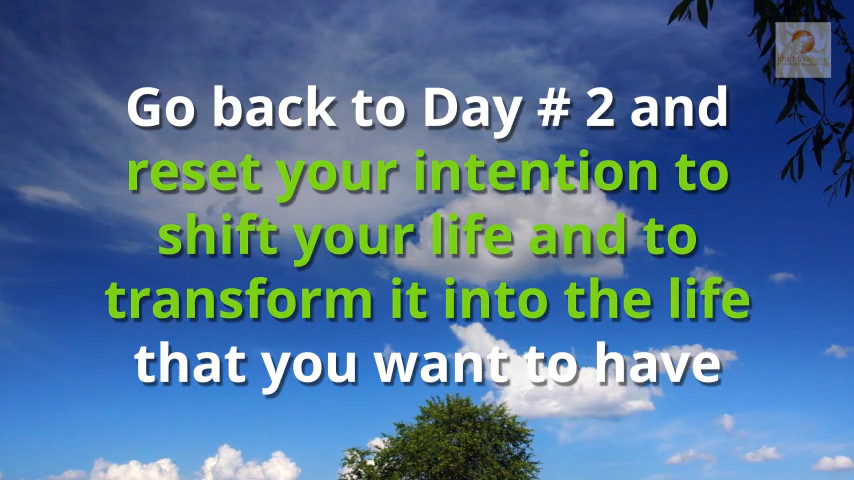 Go back to Day # 2 and
reset your intention to
shift your life and to
transform it into the life
that you want to have